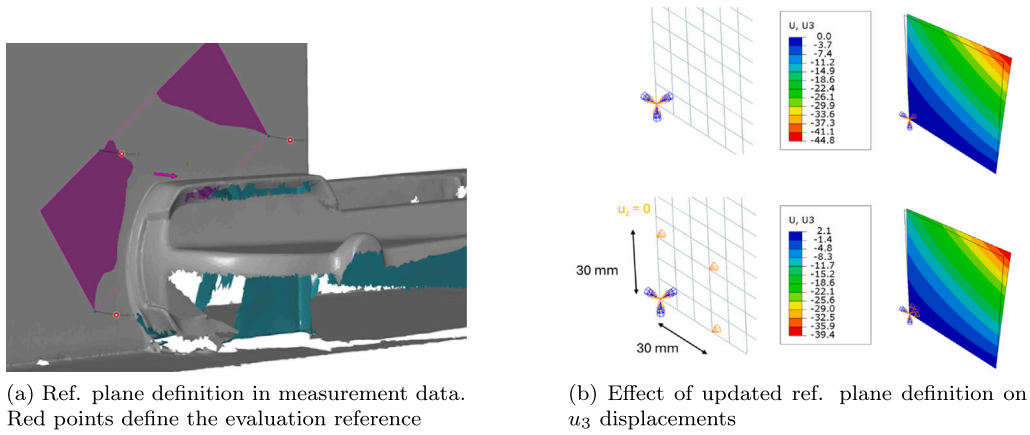 U, U3
0.0
-3.7
-7.4
-11.2
-14.9
-18.6
-22.4
-26.1
-29.9
-33.6
-37.3
-41.1
-44.8
u_z = 0
30 mm
30 mm
U, U3
2.1
-1.4
-4.8
-8.3
-11.7
-15.2
-18.6
-22.1
-25.6
-29.0
-32.5
-35.9
-39.4
(a) Ref. plane definition in measurement data.
Red points define the evaluation reference
(b) Effect of updated ref. plane definition on
u₃ displacements